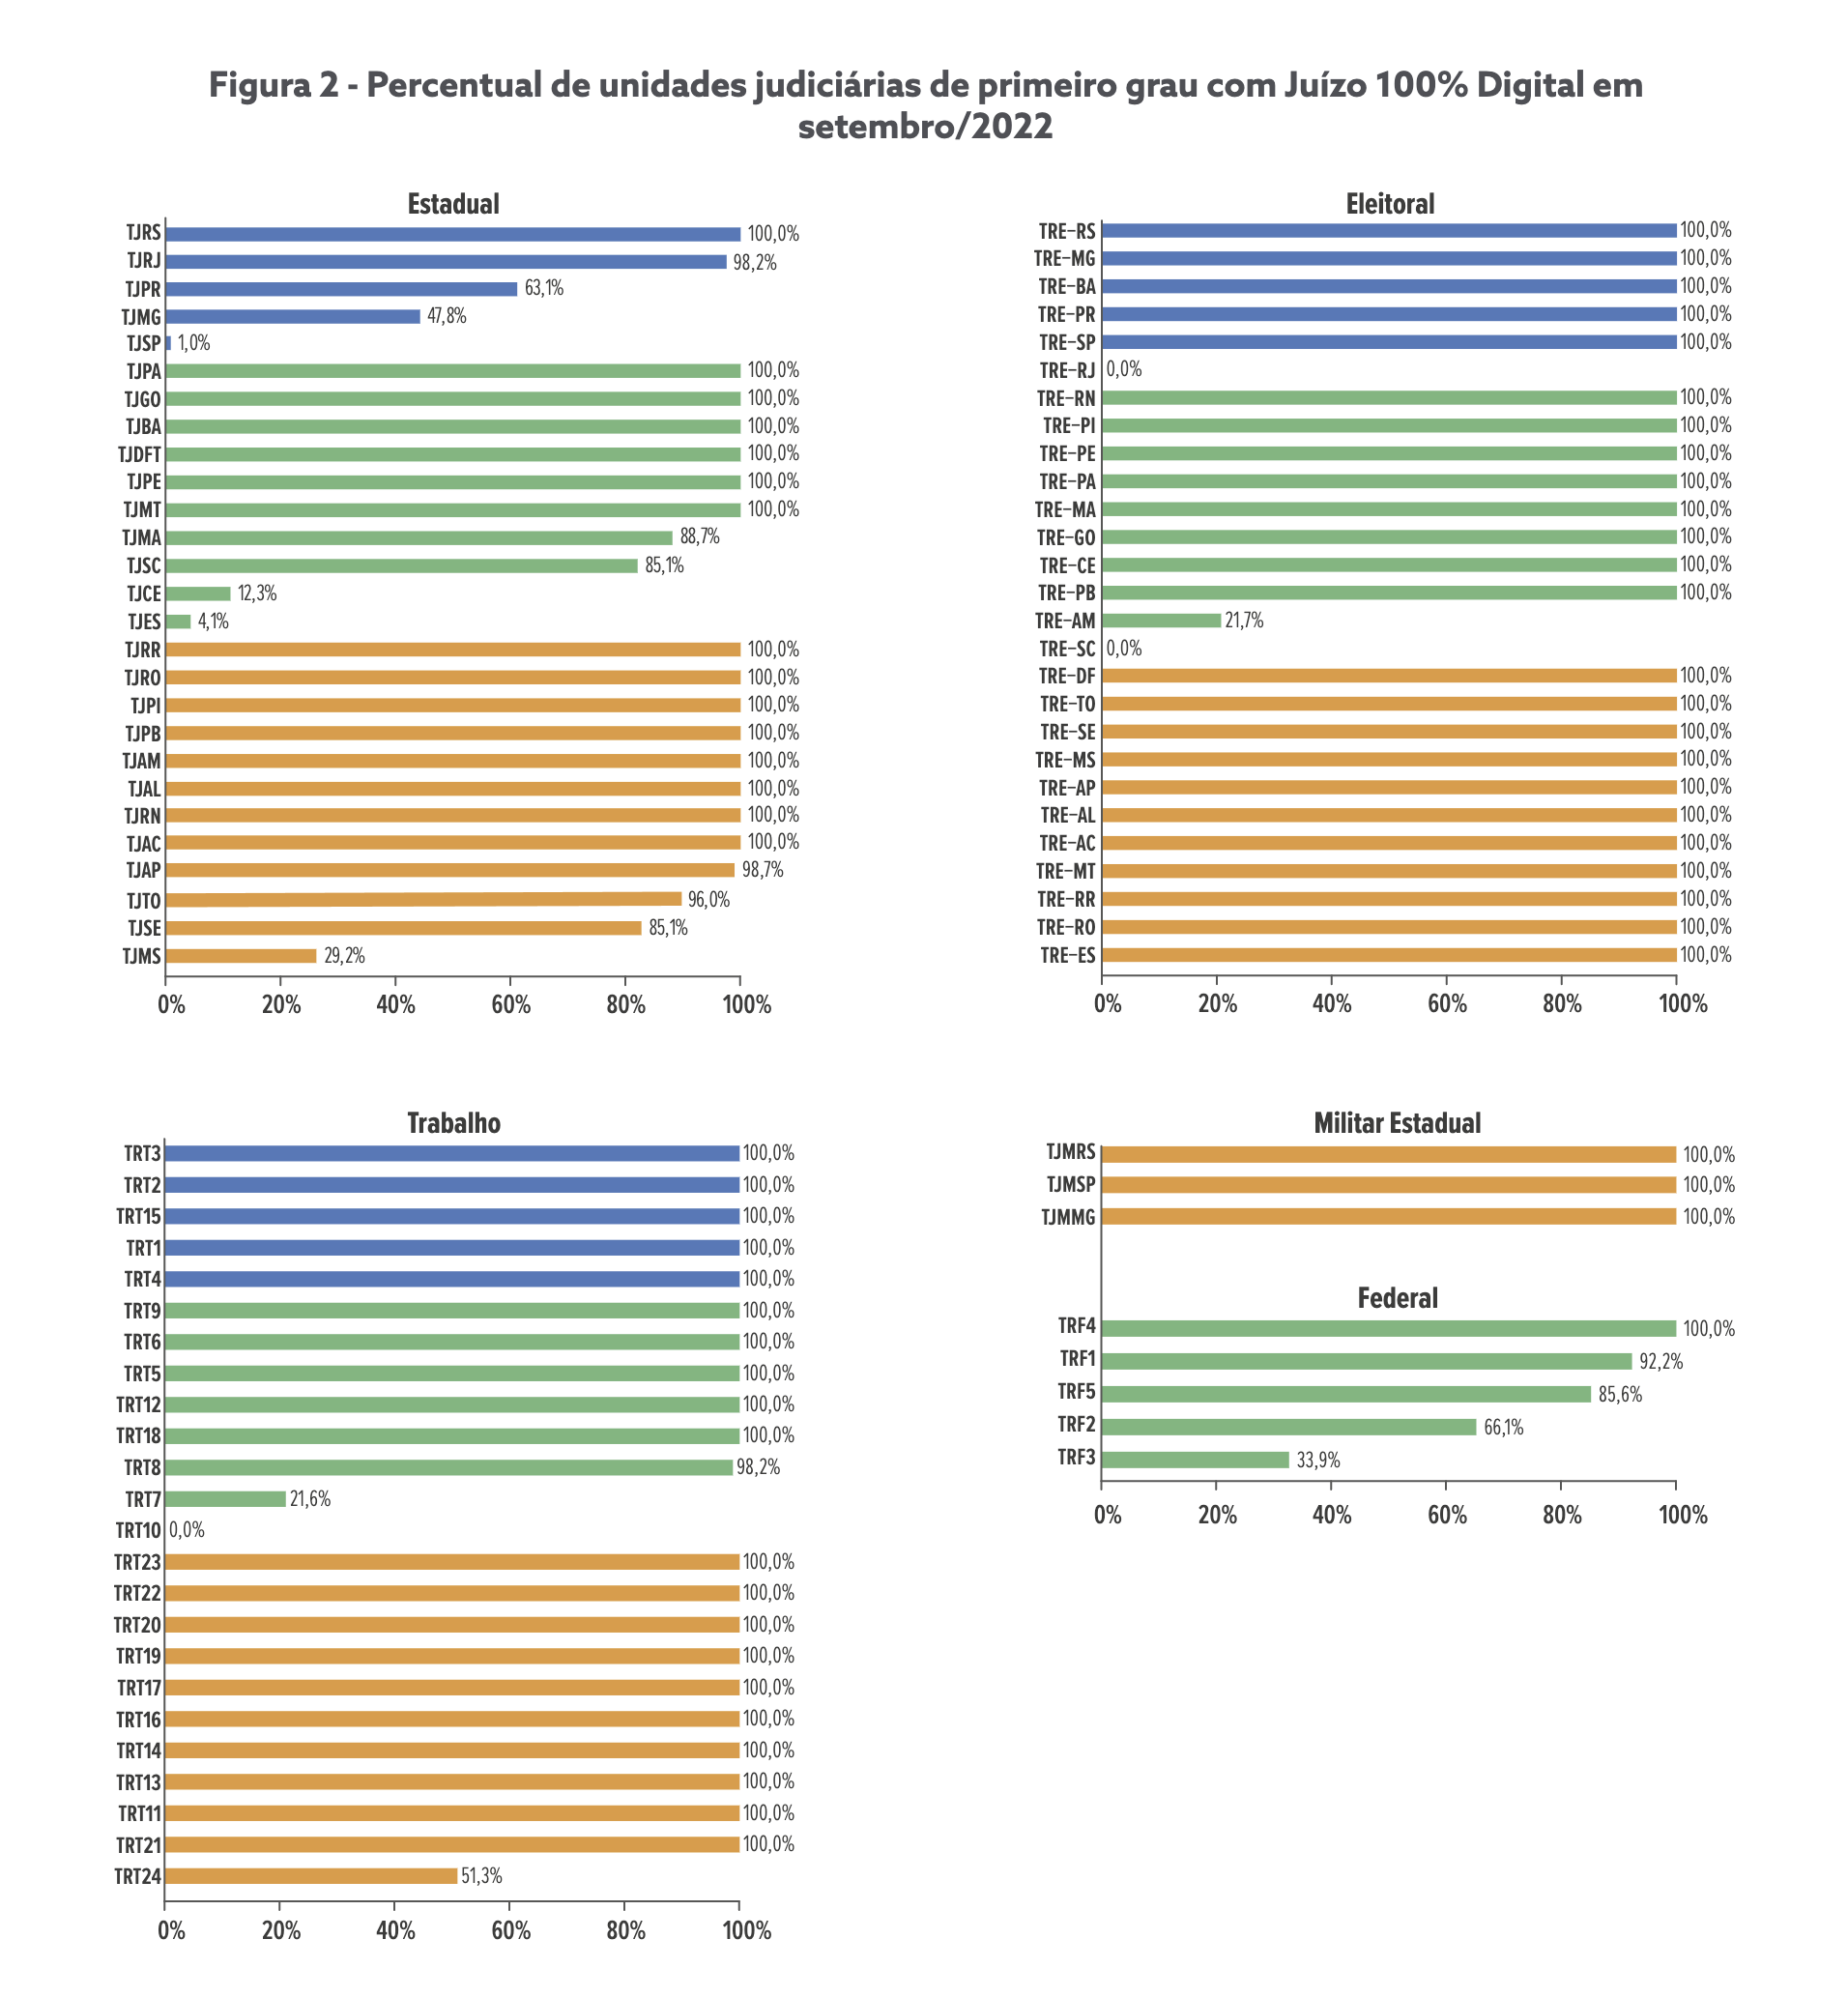 Figura 2 - Percentual de unidades judiciárias de primeiro grau com Juízo 100% Digital em
setembro/2022
Estadual
TJRS 100,0%
TJRJ 98,2%
TJPR 63,1%
TJMG 47,8%
TJSP 1,0%
TJPA 100,0%
TJGO 100,0%
TJBA 100,0%
TJDFT 100,0%
TJPE 100,0%
TJMT 100,0%
TJMA 88,7%
TJSC 85,1%
TJCE 12,3%
TJES 4,1%
TJRR 100,0%
TJRO 100,0%
TJPI 100,0%
TJPB 100,0%
TJAM 100,0%
TJAL 100,0%
TJRN 100,0%
TJAC 100,0%
TJAP 98,7%
TJTO 96,0%
TJSE 85,1%
TJMS 29,2%
0% 20% 40% 60% 80% 100%
Eleitoral
TRE-RS 100,0%
TRE-MG 100,0%
TRE-BA 100,0%
TRE-PR 100,0%
TRE-SP 100,0%
TRE-RJ 0,0%
TRE-RN 100,0%
TRE-PI 100,0%
TRE-PE 100,0%
TRE-PA 100,0%
TRE-MA 100,0%
TRE-GO 100,0%
TRE-CE 100,0%
TRE-PB 100,0%
TRE-AM 21,7%
TRE-SC 0,0%
TRE-DF 100,0%
TRE-TO 100,0%
TRE-SE 100,0%
TRE-MS 100,0%
TRE-AP 100,0%
TRE-AL 100,0%
TRE-AC 100,0%
TRE-MT 100,0%
TRE-RR 100,0%
TRE-RO 100,0%
TRE-ES 100,0%
0% 20% 40% 60% 80% 100%
Trabalho
TRT3 100,0%
TRT2 100,0%
TRT15 100,0%
TRT1 100,0%
TRT4 100,0%
TRT9 100,0%
TRT6 100,0%
TRT5 100,0%
TRT12 100,0%
TRT18 100,0%
TRT8 98,2%
TRT7 21,6%
TRT10 0,0%
TRT23 100,0%
TRT22 100,0%
TRT20 100,0%
TRT19 100,0%
TRT17 100,0%
TRT16 100,0%
TRT14 100,0%
TRT13 100,0%
TRT11 100,0%
TRT21 100,0%
TRT24 51,3%
0% 20% 40% 60% 80% 100%
Militar Estadual
TJMRS 100,0%
TJMSP 100,0%
TJMMG 100,0%
Federal
TRF4 100,0%
TRF1 92,2%
TRF5 85,6%
TRF2 66,1%
TRF3 33,9%
0% 20% 40% 60% 80% 100%